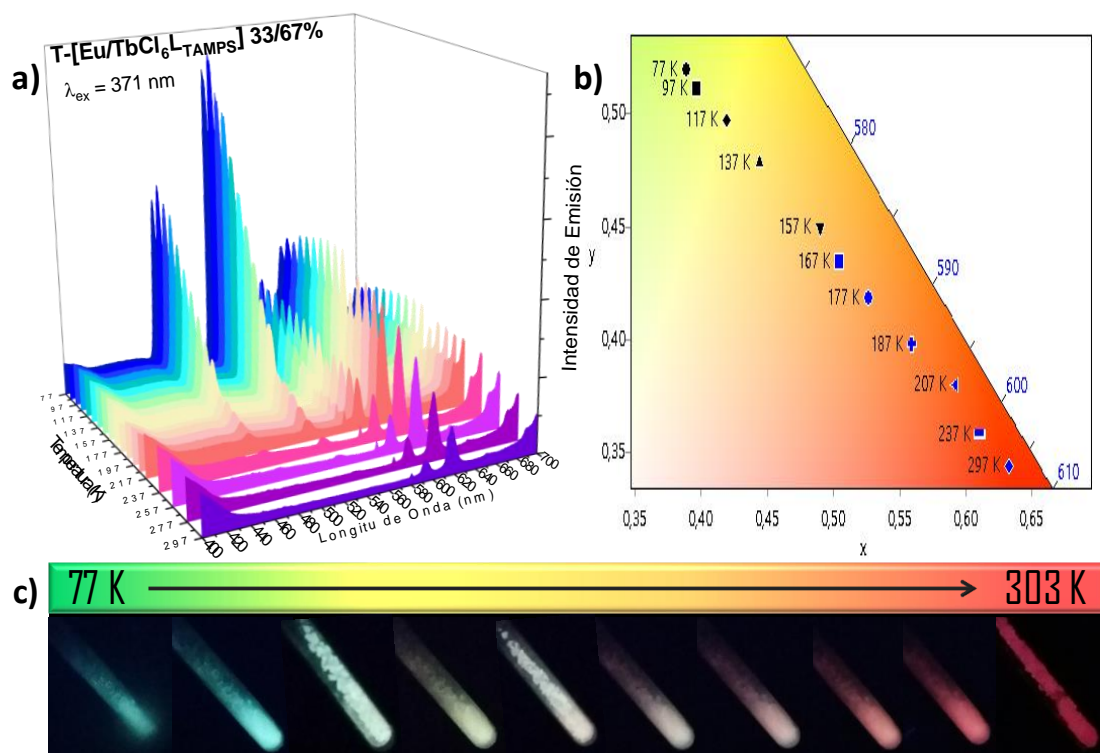 a)
T-[Eu/TbCl6LTAMPS] 33/67%
λex = 371 nm
Intensidad de Emisión
77
97
117
137
157
177
197
217
237
257
277
297
Temperatura (K)
400
420
440
460
480
500
520
540
560
580
600
620
640
660
680
700
Longitu de Onda (nm)
b)
77 K
97 K
117 K
137 K
157 K
167 K
177 K
187 K
207 K
237 K
297 K
580
590
600
610
0,50
0,45
y
0,40
0,35
0,35 0,40 0,45 0,50 0,55 0,60 0,65
x
c)
77 K 303 K